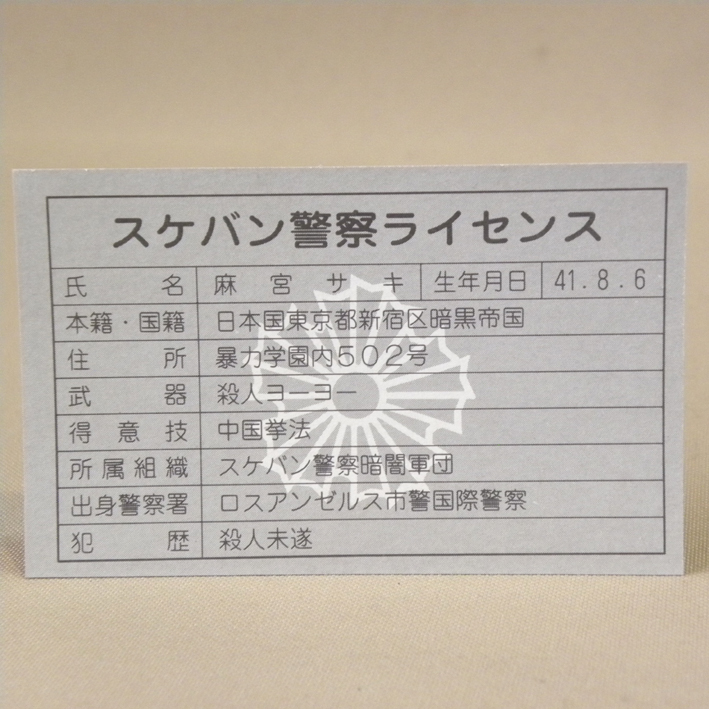 スケバン警察ライセンス
氏名 麻宮サキ 生年月日 41.8.6
本籍・国籍 日本国東京都新宿区暗黒帝国
住所 暴力学園内502号
武器 殺人ヨーヨー
得意技 中国挙法
所属組織 スケバン警察暗闇軍団
出身警察署 ロスアンゼルス市警国際警察
犯歴 殺人未遂